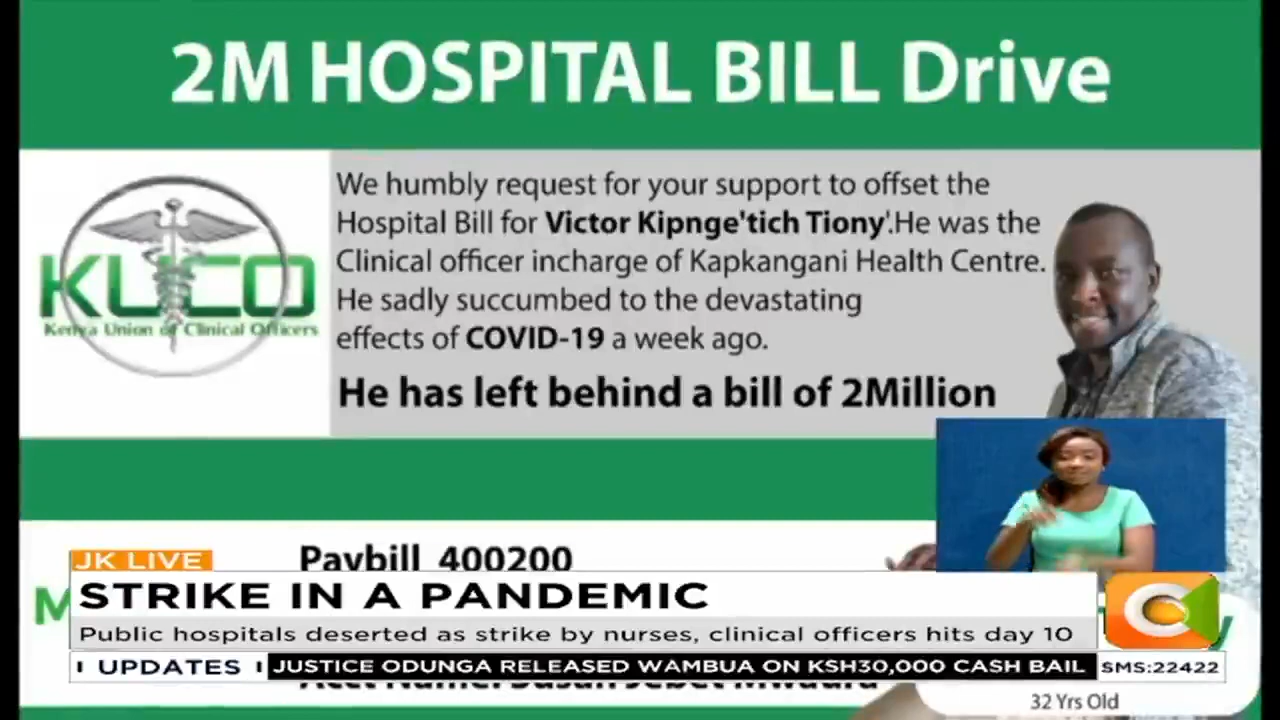 2M HOSPITAL BILL Drive
KUCO
Kenya Union of Clinical Officers
We humbly request for your support to offset the
Hospital Bill for Victor Kipnge'tich Tiony'.He was the
Clinical officer incharge of Kapkangani Health Centre.
He sadly succumbed to the devastating
effects of COVID-19 a week ago.
He has left behind a bill of 2Million
Paybill 400200
M
JK LIVE
STRIKE IN A PANDEMIC
Public hospitals deserted as strike by nurses, clinical officers hits day 10
UPDATES
JUSTICE ODUNGA RELEASED WAMBUA ON KSH30,000 CASH BAIL
SMS:22422
32 Yrs Old